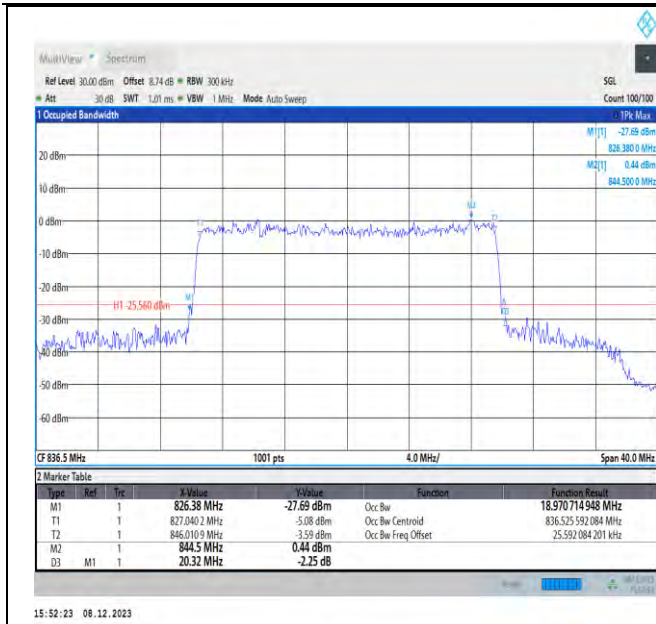 MultiView Spectrum
Ref Level 30.00 dBm Offset 8.74 dB RBW 300 kHz SGL
Att 30 dB SWT 1.01 ms VBW 1 MHz Mode Auto Sweep Count 100/100
1 Occupied Bandwidth 1Pk Max
M1[1] -27.69 dBm
826.380 0 MHz
20 dBm
M2[1] 0.44 dBm
844.500 0 MHz
10 dBm
M2
T1 T2
0 dBm
-10 dBm
-20 dBm
M1
H1 -25.560 dBm
D3
-30 dBm
-40 dBm
-50 dBm
-60 dBm
CF 836.5 MHz 1001 pts 4.0 MHz/ Span 40.0 MHz
2 Marker Table
Type Ref Trc X-Value Y-Value Function Function Result
M1 1 826.38 MHz -27.69 dBm Occ Bw 18.970 714 948 MHz
T1 1 827.040 2 MHz -5.08 dBm Occ Bw Centroid 836.525 592 084 MHz
T2 1 846.010 9 MHz -3.59 dBm Occ Bw Freq Offset 25.592 084 201 kHz
M2 1 844.5 MHz 0.44 dBm
D3 M1 1 20.32 MHz -2.25 dB
15:52:23 08.12.2023